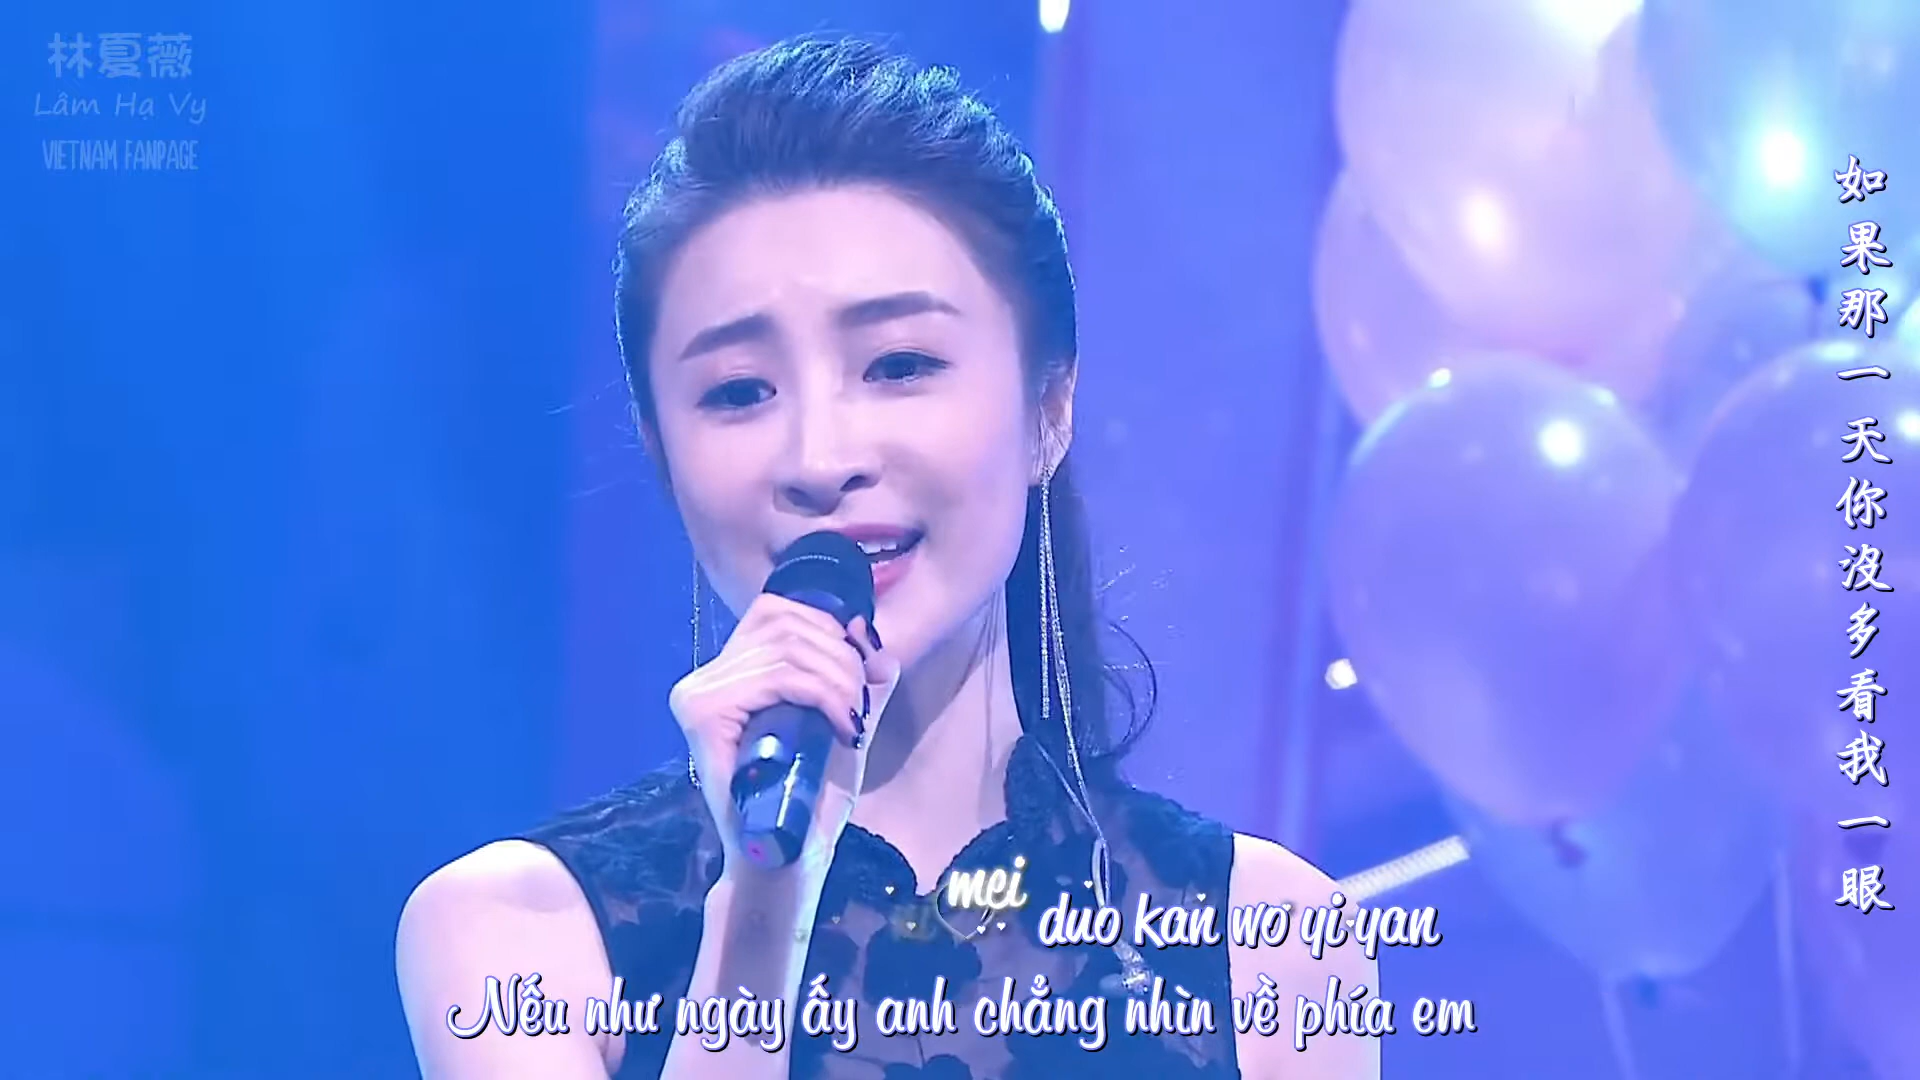 林夏薇
Lâm Hạ Vy
VIETNAM FANPAGE
如果那一天你沒多看我一眼
mei duo kan wo yi yan
Nếu như ngày ấy anh chẳng nhìn về phía em